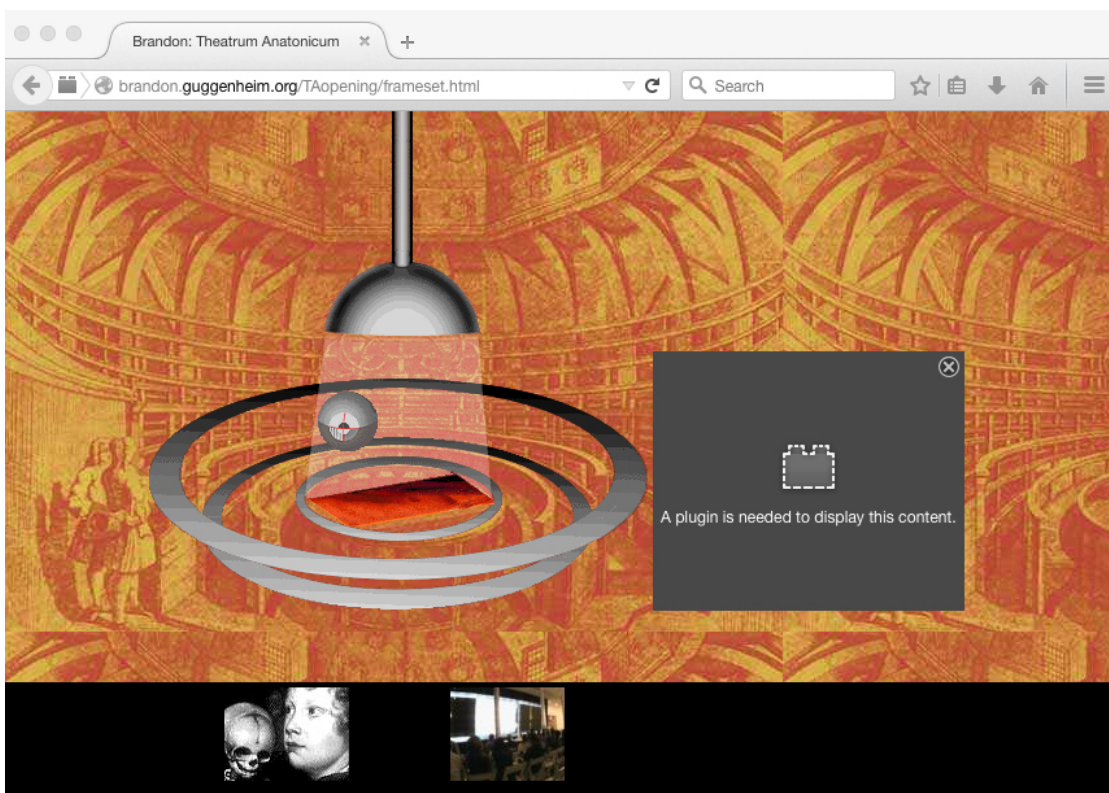 Brandon: Theatrum Anatonicum
brandon.guggenheim.org/TAopening/frameset.html
Search
A plugin is needed to display this content.